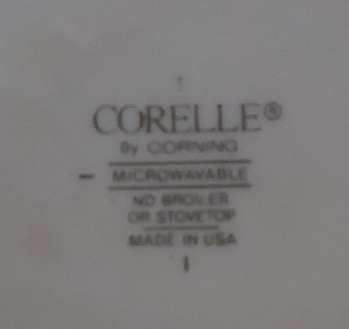 CORELLE®
By CORNING
MICROWAVABLE
NO BROILER
OR STOVETOP
MADE IN USA
I